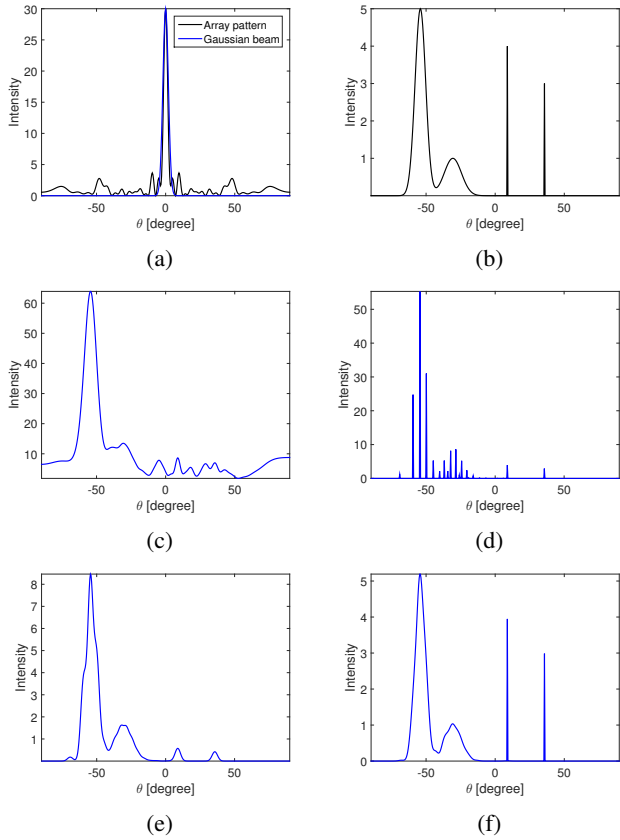 30
25
20
15
10
5
0
Intensity
Array pattern
Gaussian beam
-50 0 50
θ [degree]
(a)
5
4
3
2
1
Intensity
-50 0 50
θ [degree]
(b)
60
50
40
30
20
10
Intensity
-50 0 50
θ [degree]
(c)
50
40
30
20
10
0
Intensity
-50 0 50
θ [degree]
(d)
8
7
6
5
4
3
2
1
Intensity
-50 0 50
θ [degree]
(e)
5
4
3
2
1
Intensity
-50 0 50
θ [degree]
(f)